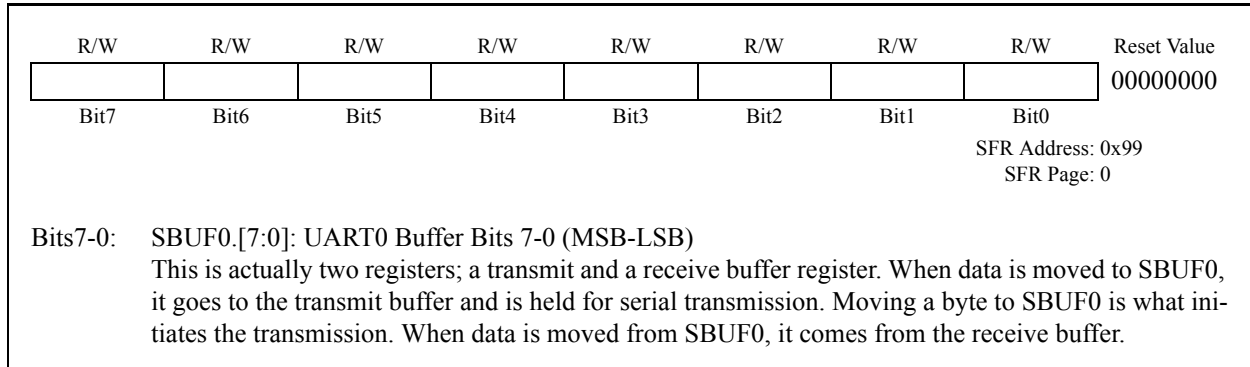 R/W R/W R/W R/W R/W R/W R/W R/W Reset Value
00000000
Bit7 Bit6 Bit5 Bit4 Bit3 Bit2 Bit1 Bit0
SFR Address: 0x99
SFR Page: 0
Bits7-0: SBUF0.[7:0]: UART0 Buffer Bits 7-0 (MSB-LSB)
This is actually two registers; a transmit and a receive buffer register. When data is moved to SBUF0,
it goes to the transmit buffer and is held for serial transmission. Moving a byte to SBUF0 is what ini-
tiates the transmission. When data is moved from SBUF0, it comes from the receive buffer.